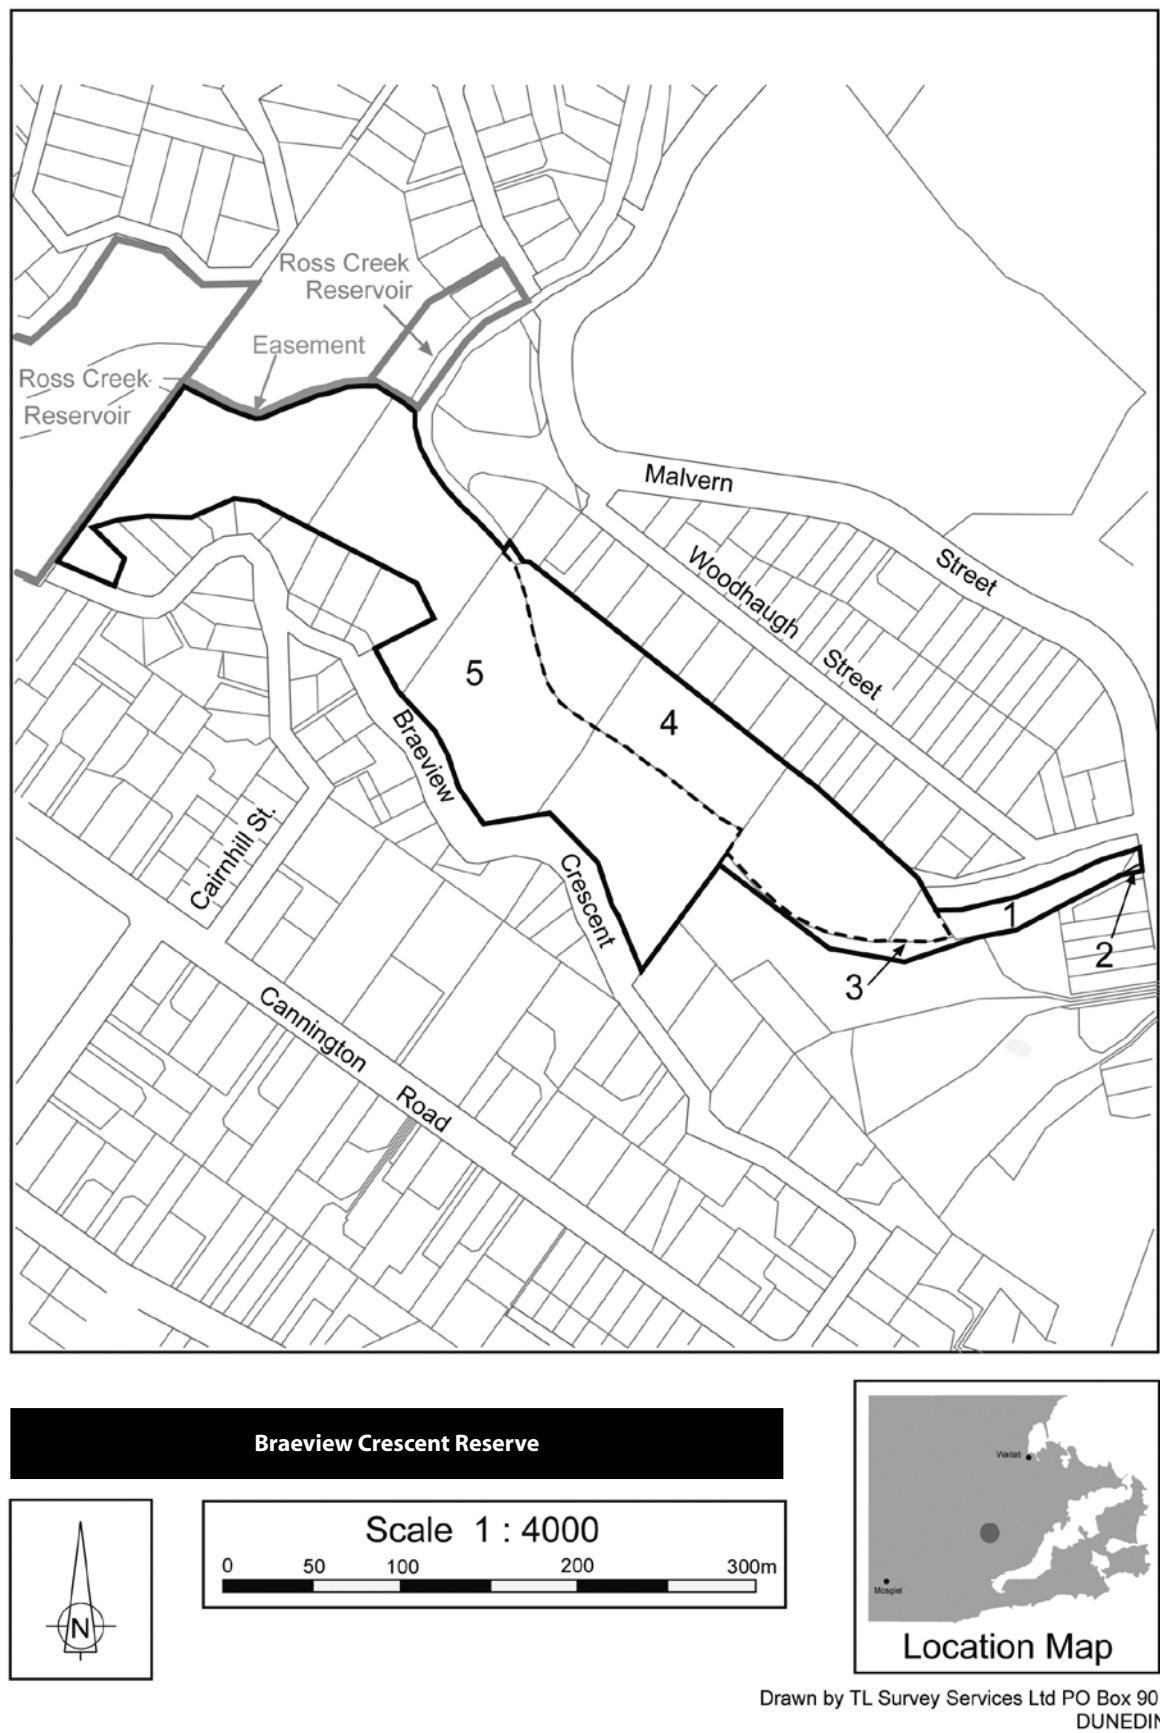 Ross Creek
Reservoir
Easement
Ross Creek
Reservoir
Malvern
Street
Woodhaugh
Street
5
4
Braeview
Crescent
Cairnhill St.
1
2
3
Cannington
Road
Braeview Crescent Reserve
N
Scale 1 : 4000
0 50 100 200 300m
Waitati
Mosgiel
Location Map
Drawn by TL Survey Services Ltd PO Box 90
DUNEDIN